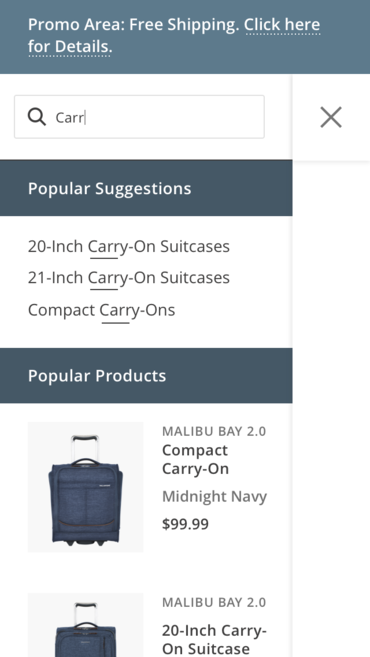 Promo Area: Free Shipping. Click here
for Details.
Carr
Popular Suggestions
20-Inch Carry-On Suitcases
21-Inch Carry-On Suitcases
Compact Carry-Ons
Popular Products
MALIBU BAY 2.0
Compact
Carry-On
Midnight Navy
$99.99
MALIBU BAY 2.0
20-Inch Carry-
On Suitcase